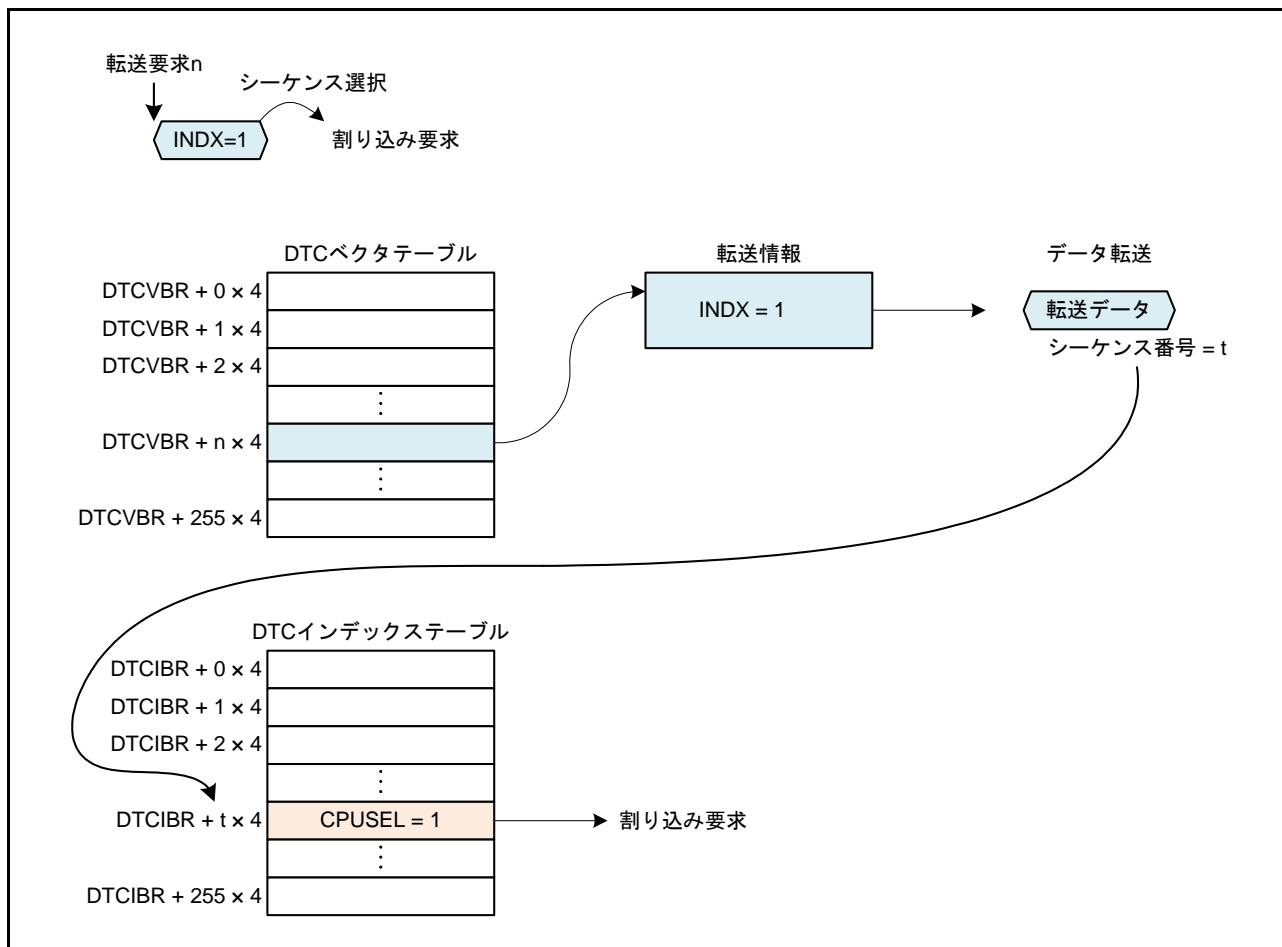 転送要求n
シーケンス選択
INDX=1
割り込み要求
DTCベクタテーブル
転送情報
データ転送
DTCVBR + 0 × 4
DTCVBR + 1 × 4
DTCVBR + 2 × 4
⋮
DTCVBR + n × 4
⋮
DTCVBR + 255 × 4
INDX = 1
転送データ
シーケンス番号 = t
DTCインデックステーブル
DTCIBR + 0 × 4
DTCIBR + 1 × 4
DTCIBR + 2 × 4
⋮
DTCIBR + t × 4
CPUSEL = 1
割り込み要求
⋮
DTCIBR + 255 × 4